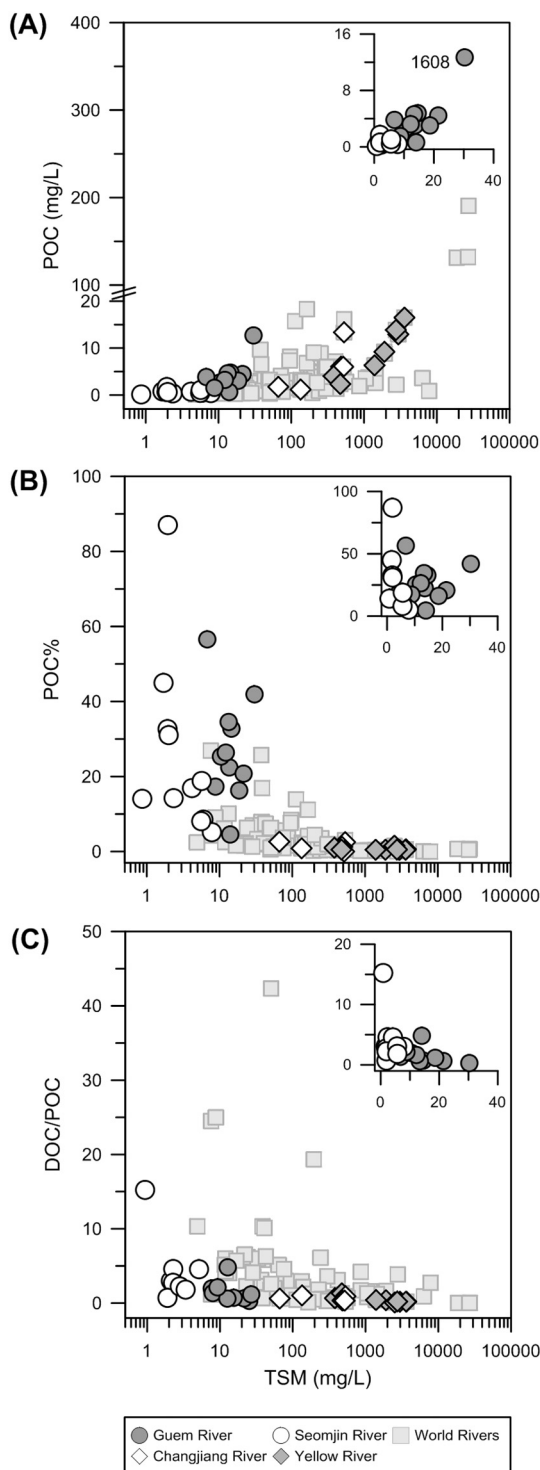 (A)
400
300
200
100
20
10
0
POC (mg/L)
16
12
8
4
0
1608
0 20 40
1 10 100 1000 10000 100000
(B)
100
80
60
40
20
0
POC%
100
50
0
0 20 40
1 10 100 1000 10000 100000
(C)
50
40
30
20
10
0
DOC/POC
20
10
0
0 20 40
1 10 100 1000 10000 100000
TSM (mg/L)
Guem River Seomjin River World Rivers
Changjiang River Yellow River